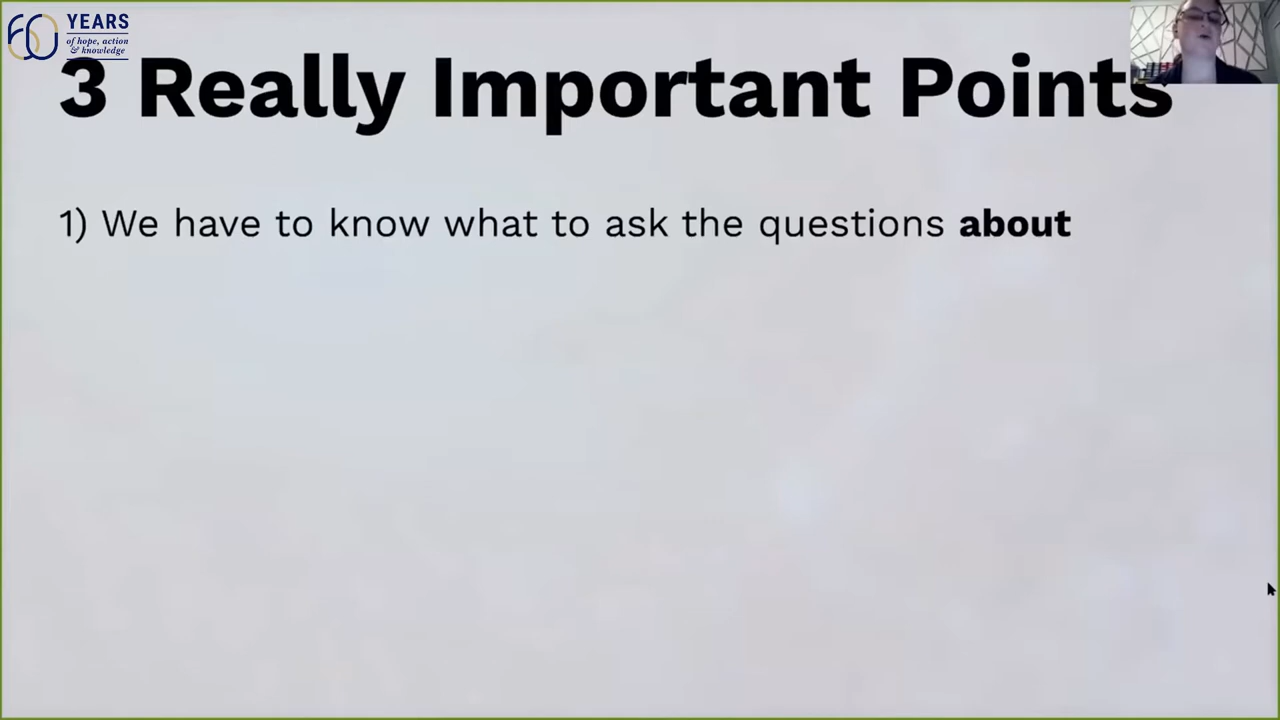 60 YEARS
of hope, action
& knowledge
3 Really Important Points
1) We have to know what to ask the questions about